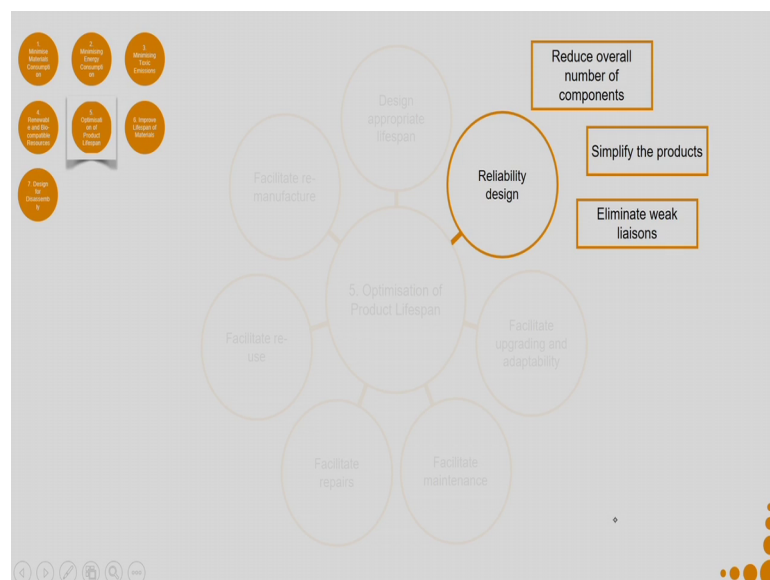 1.
Minimise
Materials
Consumpti
on
2.
Minimising
Energy
Consumpti
on
3.
Minimising
Toxic
Emissions
4.
Renewabl
e and Bio-
compatible
Resources
5.
Optimisati
on of
Product
Lifespan
6. Improve
Lifespan of
Materials
7. Design
for
Disassemb
ly
Design
appropriate
lifespan
Reliability
design
Reduce overall
number of
components
Simplify the products
Eliminate weak
liaisons
Facilitate re-
manufacture
5. Optimisation of
Product Lifespan
Facilitate re-
use
Facilitate
upgrading and
adaptability
Facilitate
repairs
Facilitate
maintenance